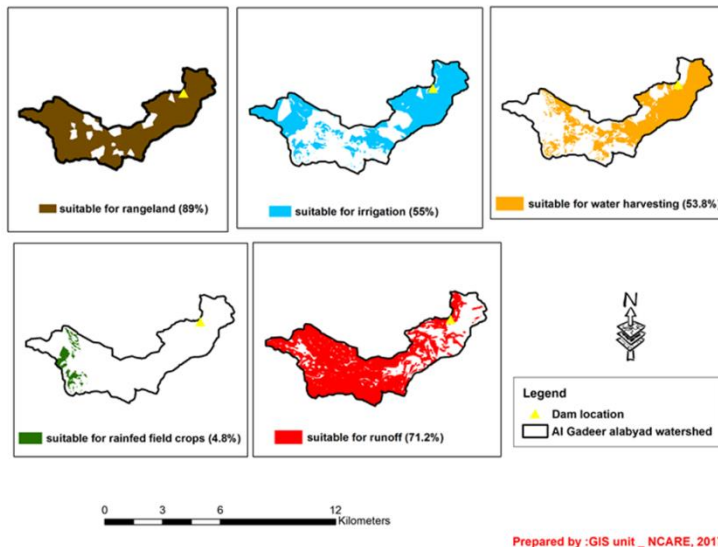 suitable for rangeland (89%)
suitable for irrigation (55%)
suitable for water harvesting (53.8%)
suitable for rainfed field crops (4.8%)
suitable for runoff (71.2%)
N
Legend
Dam location
Al Gadeer alabyad watershed
0 3 6 12
Kilometers
Prepared by :GIS unit _ NCARE,